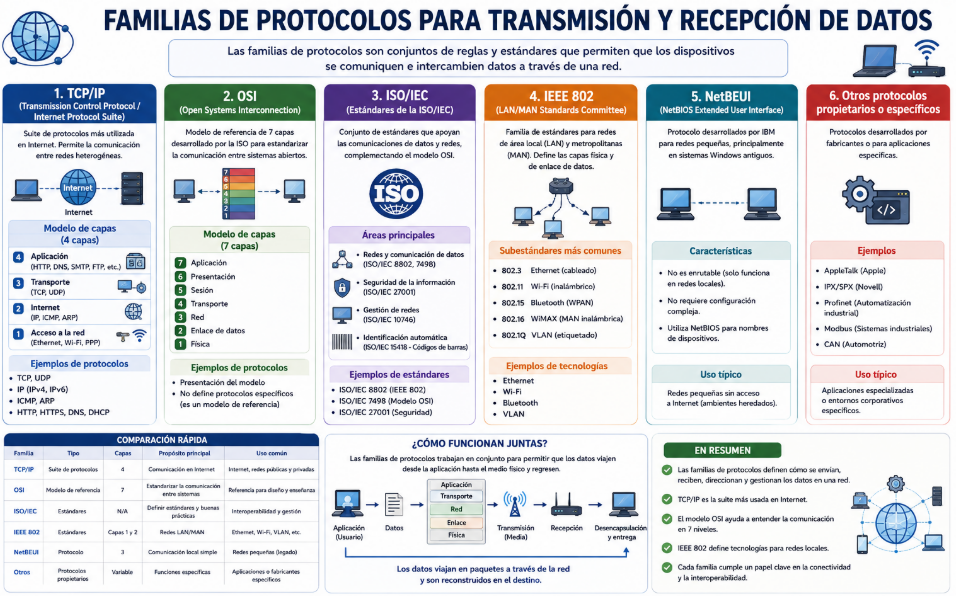 FAMILIAS DE PROTOCOLOS PARA TRANSMISIÓN Y RECEPCIÓN DE DATOS
Las familias de protocolos son conjuntos de reglas y estándares que permiten que los dispositivos
se comuniquen e intercambien datos a través de una red.
1. TCP/IP
(Transmission Control Protocol /
Internet Protocol Suite)
Suite de protocolos más utilizada
en Internet. Permite la comunicación
entre redes heterogéneas.
Internet
Internet
Modelo de capas
(4 capas)
4 Aplicación
(HTTP, DNS, SMTP, FTP, etc.)
3 Transporte
(TCP, UDP)
2 Internet
(IP, ICMP, ARP)
1 Acceso a la red
(Ethernet, Wi-Fi, PPP)
Ejemplos de protocolos
• TCP, UDP
• IP (IPv4, IPv6)
• ICMP, ARP
• HTTP, HTTPS, DNS, DHCP
2. OSI
(Open Systems Interconnection)
Modelo de referencia de 7 capas
desarrollado por la ISO para estandarizar
la comunicación entre sistemas abiertos.
7
6
5
4
3
2
1
Modelo de capas
(7 capas)
7 Aplicación
6 Presentación
5 Sesión
4 Transporte
3 Red
2 Enlace de datos
1 Física
Ejemplos de protocolos
• Presentación del modelo
• No define protocolos específicos
(es un modelo de referencia)
3. ISO/IEC
(Estándares de la ISO/IEC)
Conjunto de estándares que apoyan
las comunicaciones de datos y redes,
complementando el modelo OSI.
ISO
Áreas principales
• Redes y comunicación de datos
(ISO/IEC 8802, 7498)
• Seguridad de la información
(ISO/IEC 27001)
• Gestión de redes
(ISO/IEC 10746)
• Identificación automática
(ISO/IEC 15418 - Códigos de barras)
Ejemplos de estándares
• ISO/IEC 8802 (IEEE 802)
• ISO/IEC 7498 (Modelo OSI)
• ISO/IEC 27001 (Seguridad)
4. IEEE 802
(LAN/MAN Standards Committee)
Familia de estándares para redes
de área local (LAN) y metropolitanas
(MAN). Define las capas física y
de enlace de datos.
Subestándares más comunes
• 802.3 Ethernet (cableado)
• 802.11 Wi-Fi (inalámbrico)
• 802.15 Bluetooth (WPAN)
• 802.16 WiMAX (MAN inalámbrica)
• 802.1Q VLAN (etiquetado)
Ejemplos de tecnologías
• Ethernet
• Wi-Fi
• Bluetooth
• VLAN
5. NetBEUI
(NetBIOS Extended User Interface)
Protocolo desarrollados por IBM
para redes pequeñas, principalmente
en sistemas Windows antiguos.
Características
• No es enrutable (solo funciona
en redes locales).
• No requiere configuración
compleja.
• Utiliza NetBIOS para nombres
de dispositivos.
Uso típico
Redes pequeñas sin acceso
a Internet (ambientes heredados).
6. Otros protocolos
propietarios o específicos
Protocolos desarrollados por
fabricantes o para aplicaciones
específicas.
</>
Ejemplos
• AppleTalk (Apple)
• IPX/SPX (Novell)
• Profinet (Automatización
industrial)
• Modbus (Sistemas industriales)
• CAN (Automotriz)
Uso típico
Aplicaciones especializadas
o entornos corporativos
específicos.
COMPARACIÓN RÁPIDA
Familia Tipo Capas Propósito principal Uso común
TCP/IP Suite de protocolos 4 Comunicación en Internet Internet, redes públicas y privadas
OSI Modelo de referencia 7 Estandarizar la comunicación entre sistemas Referencia para diseño y enseñanza
ISO/IEC Estándares N/A Definir estándares y buenas prácticas Interoperabilidad y gestión
IEEE 802 Estándares Capas 1 y 2 Redes LAN/MAN Ethernet, Wi-Fi, VLAN, etc.
NetBEUI Protocolo 3 Comunicación local simple Redes pequeñas (legado)
Otros Protocolos propietarios Variable Funciones específicas Aplicaciones o fabricantes específicos
¿CÓMO FUNCIONAN JUNTAS?
Las familias de protocolos trabajan en conjunto para permitir que los datos viajen
desde la aplicación hasta el medio físico y regresen.
Aplicación
(Usuario)
Datos
Aplicación
Transporte
Red
Enlace
Física
Transmisión
(Media)
Recepción
Desencapsulación
y entrega
Los datos viajan en paquetes a través de la red
y son reconstruidos en el destino.
EN RESUMEN
Las familias de protocolos definen cómo se envían,
reciben, direccionan y gestionan los datos en una red.
TCP/IP es la suite más usada en Internet.
El modelo OSI ayuda a entender la comunicación
en 7 niveles.
IEEE 802 define tecnologías para redes locales.
Cada familia cumple un papel clave en la conectividad
y la interoperabilidad.